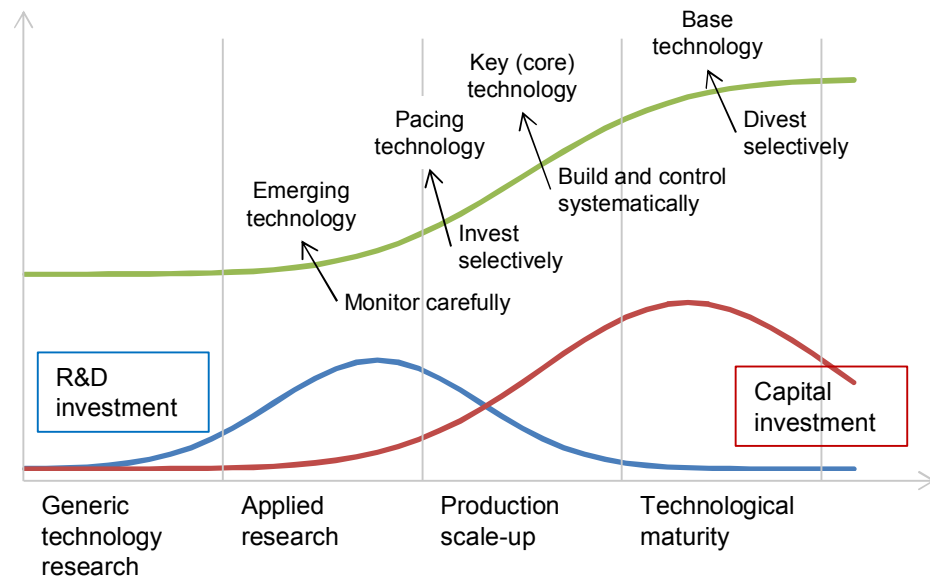 Base
technology
Key (core)
technology
Pacing
technology
Emerging
technology
Divest
selectively
Build and control
systematically
Invest
selectively
Monitor carefully
R&D
investment
Capital
investment
Generic
technology
research
Applied
research
Production
scale-up
Technological
maturity